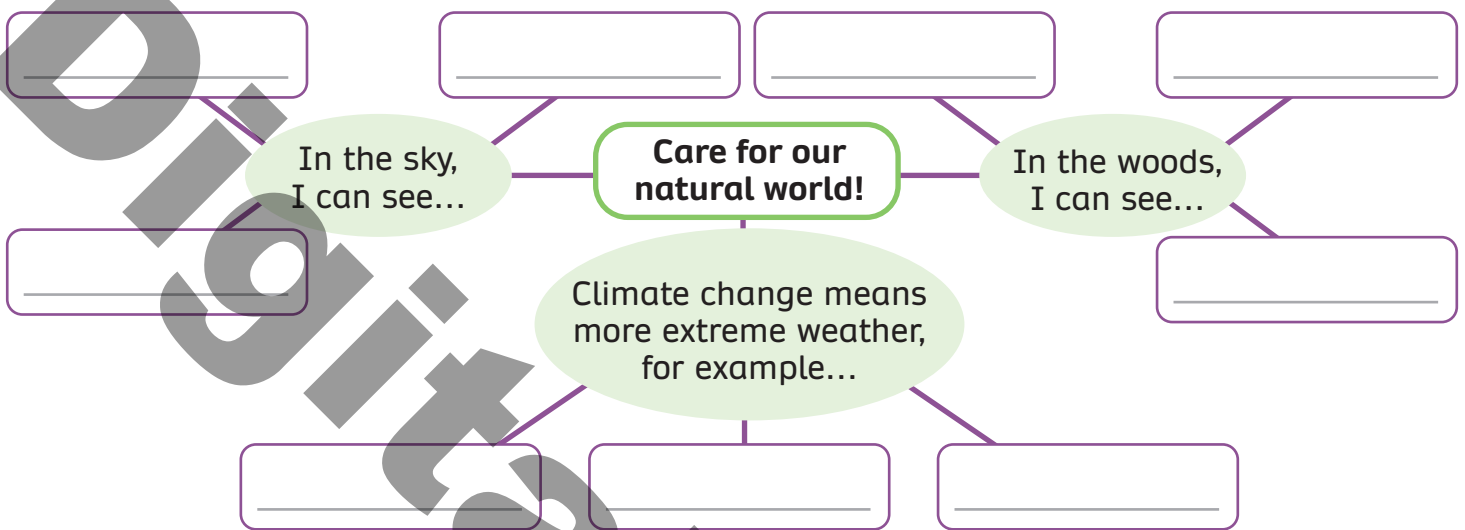 Care for our
natural world!
In the sky,
I can see…
In the woods,
I can see…
Climate change means
more extreme weather,
for example…
Digita